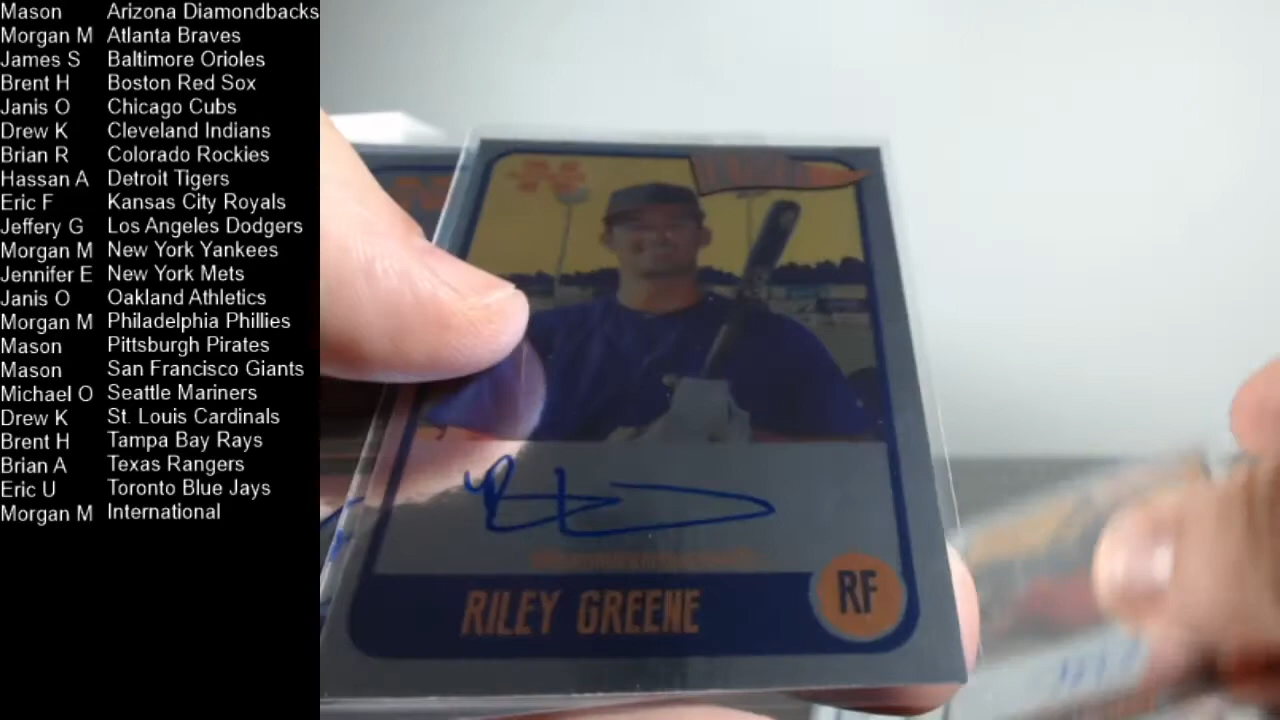 Mason Arizona Diamondbacks
Morgan M Atlanta Braves
James S Baltimore Orioles
Brent H Boston Red Sox
Janis O Chicago Cubs
Drew K Cleveland Indians
Brian R Colorado Rockies
Hassan A Detroit Tigers
Eric F Kansas City Royals
Jeffery G Los Angeles Dodgers
Morgan M New York Yankees
Jennifer E New York Mets
Janis O Oakland Athletics
Morgan M Philadelphia Phillies
Mason Pittsburgh Pirates
Mason San Francisco Giants
Michael O Seattle Mariners
Drew K St. Louis Cardinals
Brent H Tampa Bay Rays
Brian A Texas Rangers
Eric U Toronto Blue Jays
Morgan M International
RILEY GREENE RF